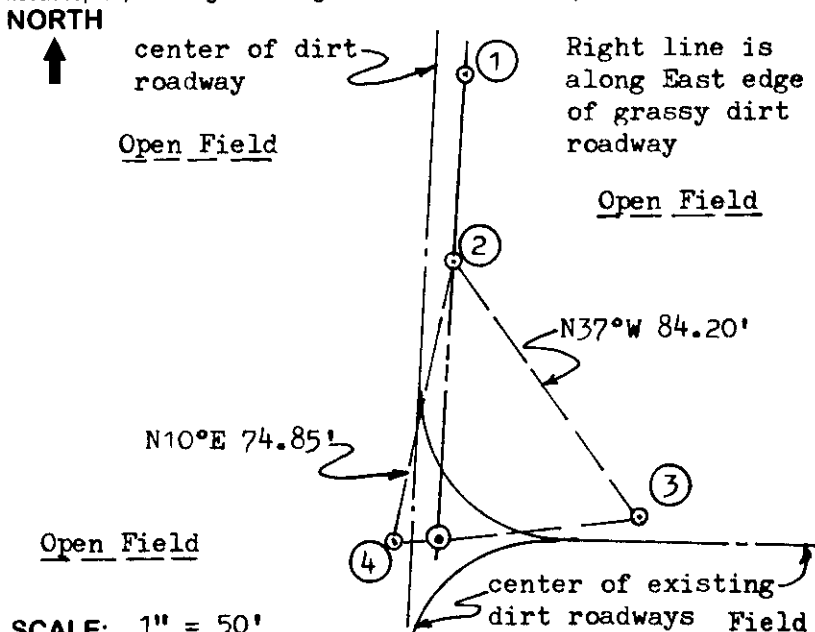 NORTH
center of dirt
roadway
Open Field
1
Right line is
along East edge
of grassy dirt
roadway
Open Field
2
N37°W 84.20'
N10°E 74.85'
3
Open Field
4
center of existing
dirt roadways Field
SCALE: 1" = 50'